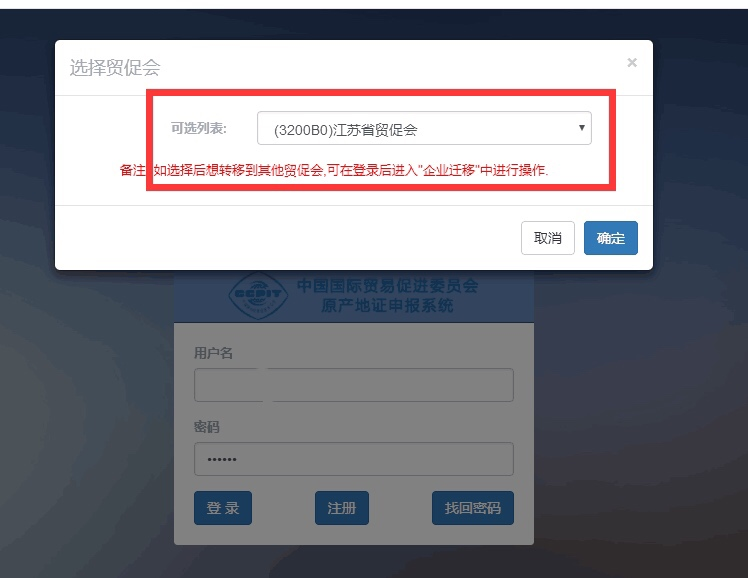 选择贸促会
×
可选列表: (3200B0)江苏省贸促会
备注:如选择后想转移到其他贸促会,可在登录后进入"企业迁移"中进行操作.
取消 确定
CCPIT
中国国际贸易促进委员会
原产地证申报系统
用户名
密码
••••••
登 录 注册 找回密码